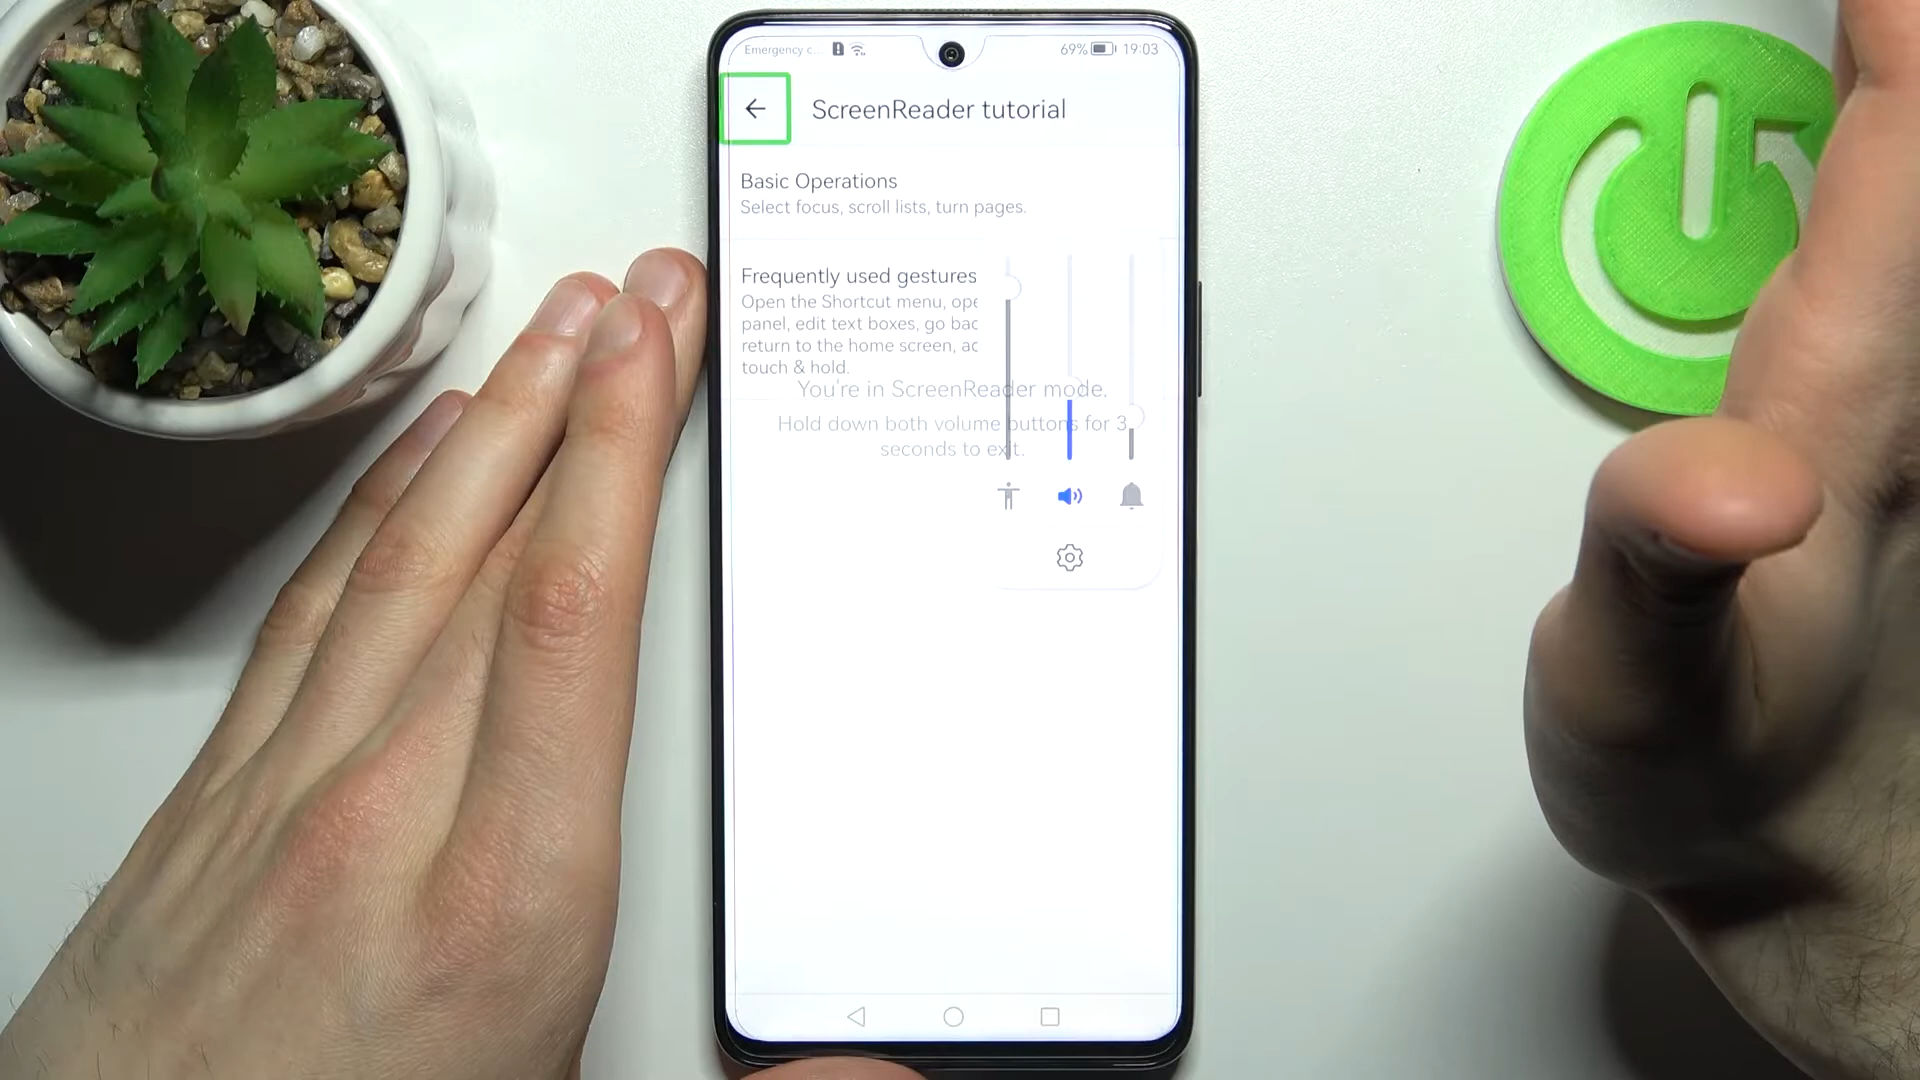 Emergency c...
69% 19:03
ScreenReader tutorial
Basic Operations
Select focus, scroll lists, turn pages.
Frequently used gestures
Open the Shortcut menu, ope
panel, edit text boxes, go bac
return to the home screen, ac
touch & hold.
You're in ScreenReader mode.
Hold down both volume buttons for 3
seconds to exit.